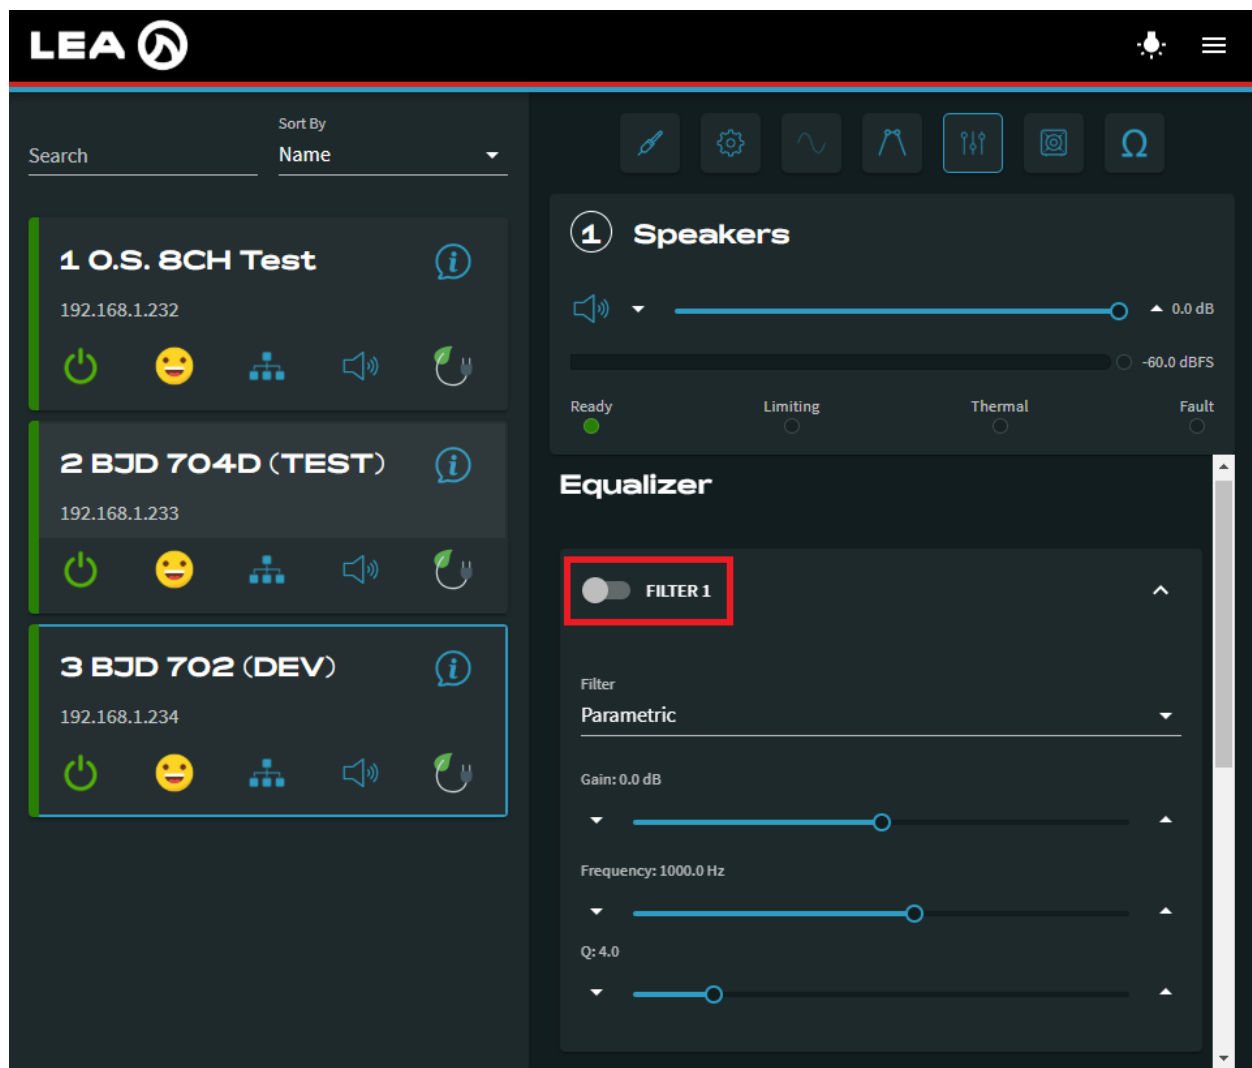 LEA
Search
Sort By
Name
1 O.S. 8CH Test
192.168.1.232
2 BJD 704D (TEST)
192.168.1.233
3 BJD 702 (DEV)
192.168.1.234
Ω
1 Speakers
0.0 dB
-60.0 dBFS
Ready Limiting Thermal Fault
Equalizer
FILTER 1
Filter
Parametric
Gain: 0.0 dB
Frequency: 1000.0 Hz
Q: 4.0